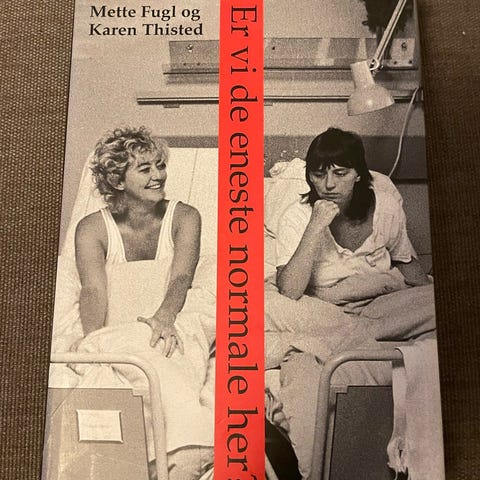 Mette Fugl og
Karen Thisted
Er vi de eneste normale her?